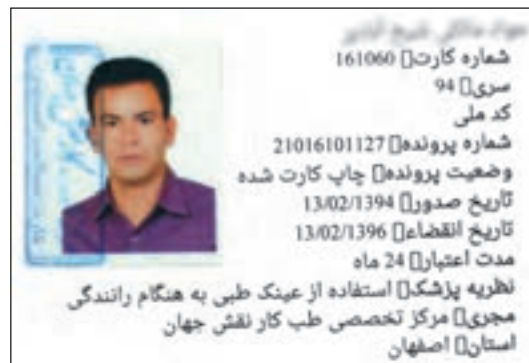 شماره کارت 161060
سری 94
کد ملی
شماره پرونده 21016101127
وضعیت پرونده چاپ کارت شده
تاریخ صدور 13/02/1394
تاریخ انقضاء 13/02/1396
مدت اعتبار 24 ماه
نظریه پزشک استفاده از عینک طبی به هنگام رانندگی
مجری مرکز تخصصی طب کار نقش جهان
استان اصفهان